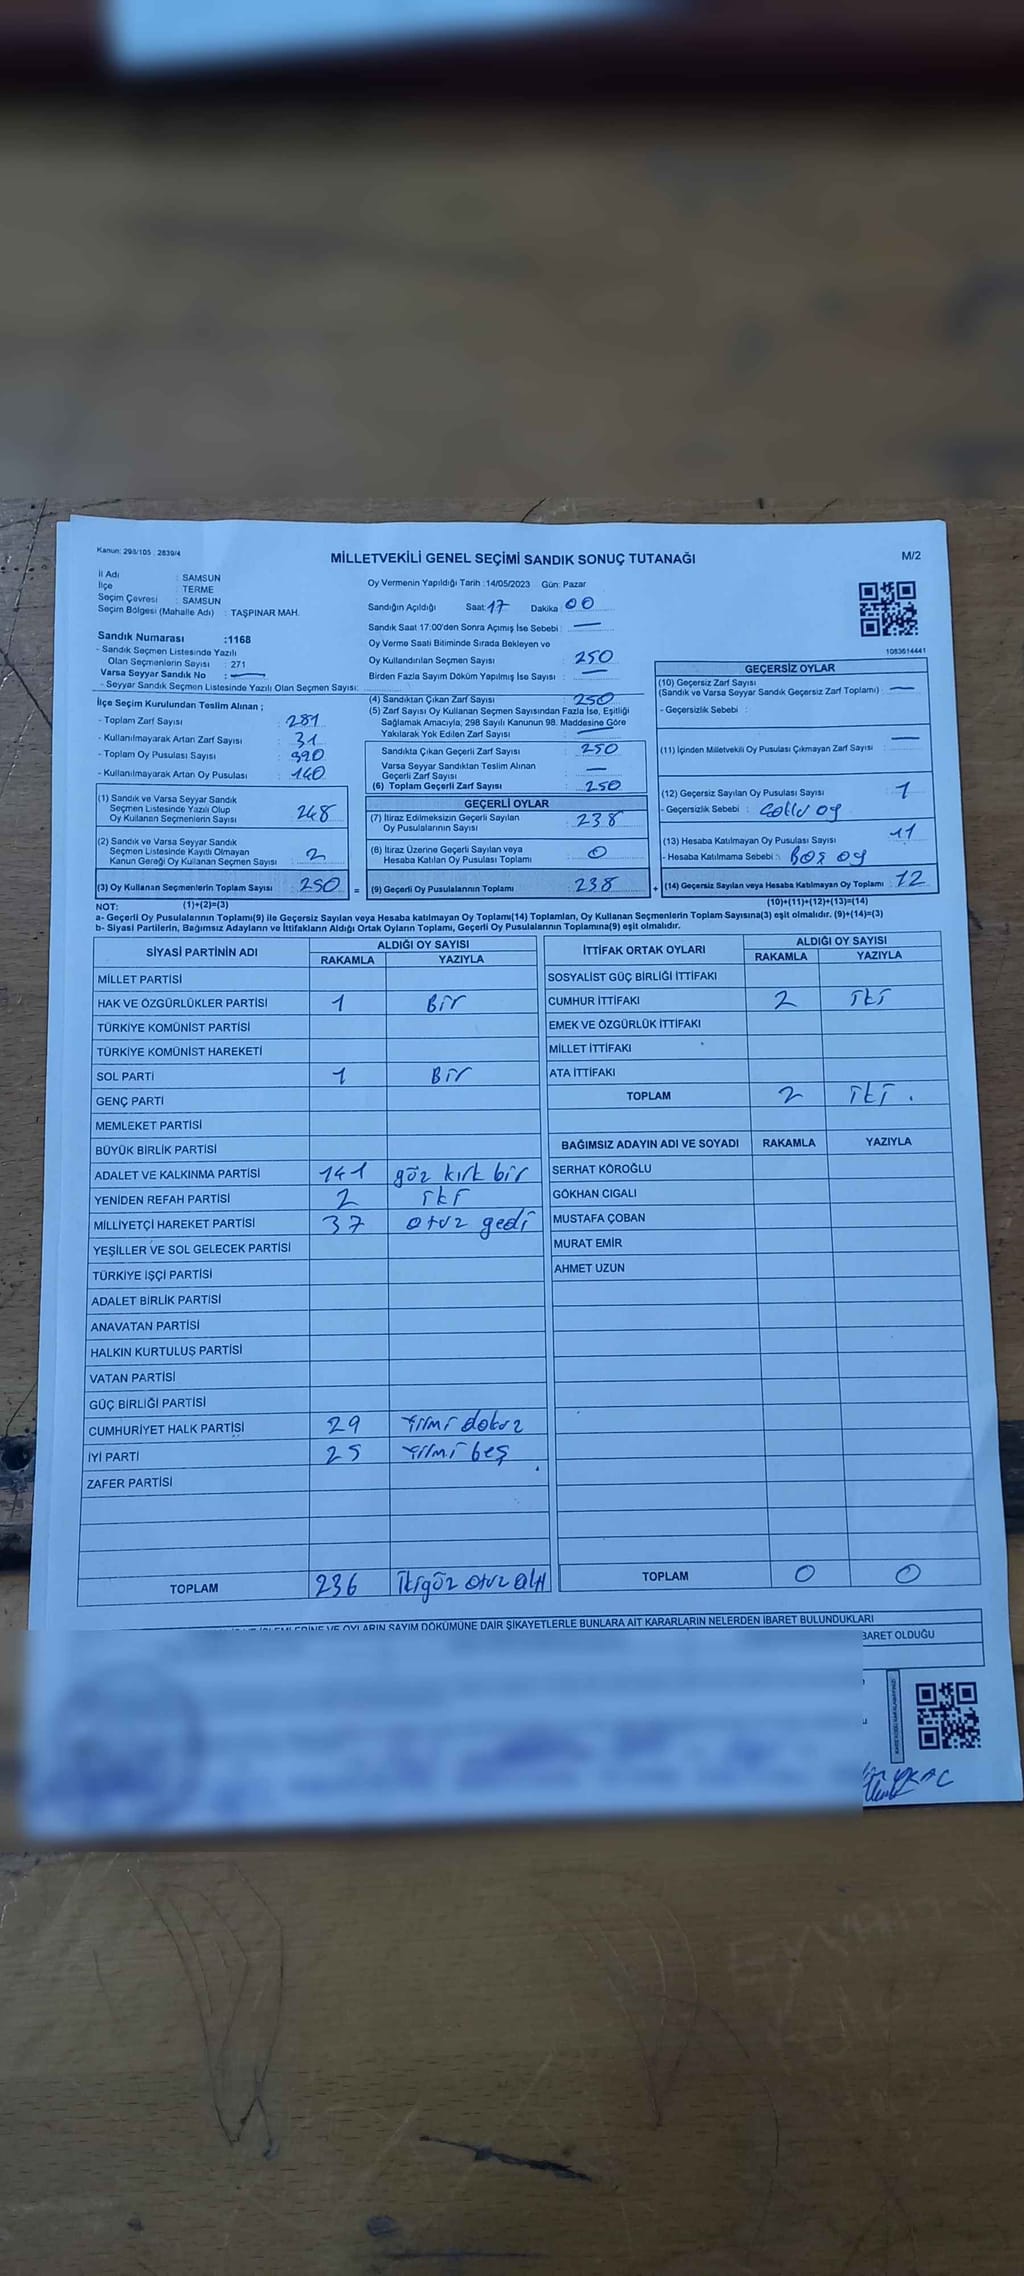 Kanun: 298/105 : 2839/4
MİLLETVEKİLİ GENEL SEÇİMİ SANDIK SONUÇ TUTANAĞI
M/2
İl Adı : SAMSUN
İlçe : TERME
Seçim Çevresi : SAMSUN
Seçim Bölgesi (Mahalle Adı) : TAŞPINAR MAH.
Sandık Numarası :1168
- Sandık Seçmen Listesinde Yazılı
Olan Seçmenlerin Sayısı : 271
Varsa Seyyar Sandık No : —
- Seyyar Sandık Seçmen Listesinde Yazılı Olan Seçmen Sayısı:
Oy Vermenin Yapıldığı Tarih :14/05/2023 Gün: Pazar
Sandığın Açıldığı Saat: 17 Dakika 00
Sandık Saat 17:00'den Sonra Açımış İse Sebebi : —
Oy Verme Saati Bitiminde Sırada Bekleyen ve
Oy Kullandırılan Seçmen Sayısı : 250
Birden Fazla Sayım Döküm Yapılmış İse Sayısı : —
1083614441
İlçe Seçim Kurulundan Teslim Alınan ;
- Toplam Zarf Sayısı : 281
- Kullanılmayarak Artan Zarf Sayısı : 31
- Toplam Oy Pusulası Sayısı : 390
- Kullanılmayarak Artan Oy Pusulası : 140
(1) Sandık ve Varsa Seyyar Sandık
Seçmen Listesinde Yazılı Olup
Oy Kullanan Seçmenlerin Sayısı : 248
(2) Sandık ve Varsa Seyyar Sandık
Seçmen Listesinde Kayıtlı Olmayan
Kanun Gereği Oy Kullanan Seçmen Sayısı : 2
(3) Oy Kullanan Seçmenlerin Toplam Sayısı : 250 =
(4) Sandıktan Çıkan Zarf Sayısı : 250
(5) Zarf Sayısı Oy Kullanan Seçmen Sayısından Fazla İse, Eşitliği
Sağlamak Amacıyla; 298 Sayılı Kanunun 98. Maddesine Göre
Yakılarak Yok Edilen Zarf Sayısı : —
Sandıkta Çıkan Geçerli Zarf Sayısı : 250
Varsa Seyyar Sandıktan Teslim Alınan
Geçerli Zarf Sayısı : —
(6) Toplam Geçerli Zarf Sayısı : 250
GEÇERLİ OYLAR
(7) İtiraz Edilmeksizin Geçerli Sayılan
Oy Pusulalarının Sayısı : 238
(8) İtiraz Üzerine Geçerli Sayılan veya
Hesaba Katılan Oy Pusulası Toplamı : 0
(9) Geçerli Oy Pusulalarının Toplamı : 238 +
GEÇERSİZ OYLAR
(10) Geçersiz Zarf Sayısı
(Sandık ve Varsa Seyyar Sandık Geçersiz Zarf Toplamı) : —
- Geçersizlik Sebebi :
(11) İçinden Milletvekili Oy Pusulası Çıkmayan Zarf Sayısı : —
(12) Geçersiz Sayılan Oy Pusulası Sayısı : 1
- Geçersizlik Sebebi :
(13) Hesaba Katılmayan Oy Pusulası Sayısı : 11
- Hesaba Katılmama Sebebi : Boş oy
(14) Geçersiz Sayılan veya Hesaba Katılmayan Oy Toplamı : 12
NOT: (1)+(2)=(3) (10)+(11)+(12)+(13)=(14)
a- Geçerli Oy Pusulalarının Toplamı(9) ile Geçersiz Sayılan veya Hesaba katılmayan Oy Toplamı(14) Toplamları, Oy Kullanan Seçmenlerin Toplam Sayısına(3) eşit olmalıdır. (9)+(14)=(3)
b- Siyasi Partilerin, Bağımsız Adayların ve İttifakların Aldığı Ortak Oyların Toplamı, Geçerli Oy Pusulalarının Toplamına(9) eşit olmalıdır.
SİYASİ PARTİNİN ADI ALDIĞI OY SAYISI
RAKAMLA YAZIYLA
MİLLET PARTİSİ
HAK VE ÖZGÜRLÜKLER PARTİSİ 1 Bir
TÜRKİYE KOMÜNİST PARTİSİ
TÜRKİYE KOMÜNİST HAREKETİ
SOL PARTİ 1 Bir
GENÇ PARTİ
MEMLEKET PARTİSİ
BÜYÜK BİRLİK PARTİSİ
ADALET VE KALKINMA PARTİSİ 141 yüz kırk bir
YENİDEN REFAH PARTİSİ 2 İki
MİLLİYETÇİ HAREKET PARTİSİ 37 otuz yedi
YEŞİLLER VE SOL GELECEK PARTİSİ
TÜRKİYE İŞÇİ PARTİSİ
ADALET BİRLİK PARTİSİ
ANAVATAN PARTİSİ
HALKIN KURTULUŞ PARTİSİ
VATAN PARTİSİ
GÜÇ BİRLİĞİ PARTİSİ
CUMHURİYET HALK PARTİSİ 29 Yirmi dokuz
İYİ PARTİ 25 Yirmi beş
ZAFER PARTİSİ
TOPLAM 236 İkiyüz otuz altı
İTTİFAK ORTAK OYLARI ALDIĞI OY SAYISI
RAKAMLA YAZIYLA
SOSYALİST GÜÇ BİRLİĞİ İTTİFAKI
CUMHUR İTTİFAKI 2 İki
EMEK VE ÖZGÜRLÜK İTTİFAKI
MİLLET İTTİFAKI
ATA İTTİFAKI
TOPLAM 2 İki .
BAĞIMSIZ ADAYIN ADI VE SOYADI RAKAMLA YAZIYLA
SERHAT KÖROĞLU
GÖKHAN CIGALI
MUSTAFA ÇOBAN
MURAT EMİR
AHMET UZUN
TOPLAM 0 0
VE OYLARIN SAYIM DÖKÜMÜNE DAİR ŞİKAYETLERLE BUNLARA AİT KARARLARIN NELERDEN İBARET BULUNDUKLARI
BARET OLDUĞU